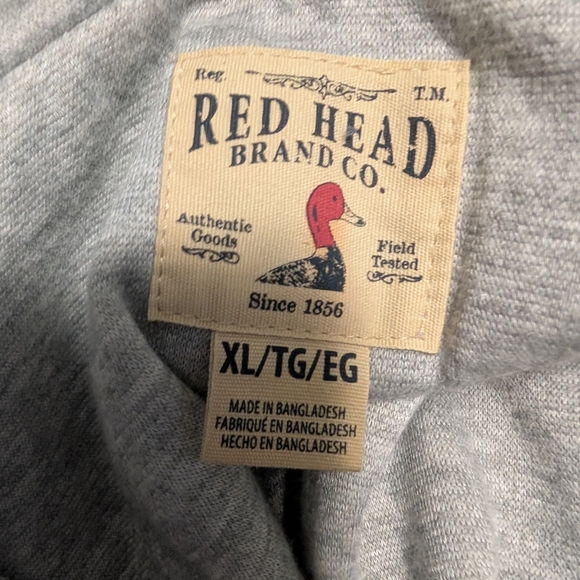 Reg. T.M.
RED HEAD
BRAND CO.
Authentic
Goods
Field
Tested
Since 1856
XL/TG/EG
MADE IN BANGLADESH
FABRIQUÉ EN BANGLADESH
HECHO EN BANGLADESH